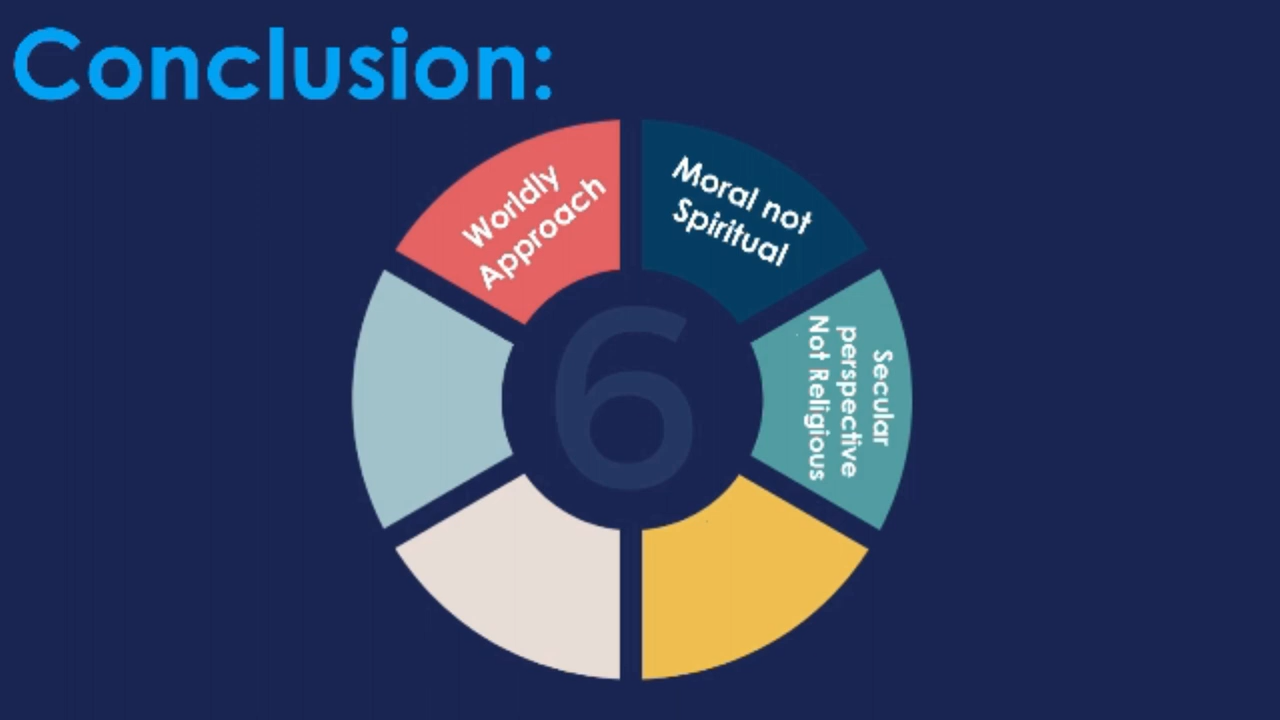 Conclusion:
Worldly
Approach
Moral not
Spiritual
Secular
perspective
Not Religious
6